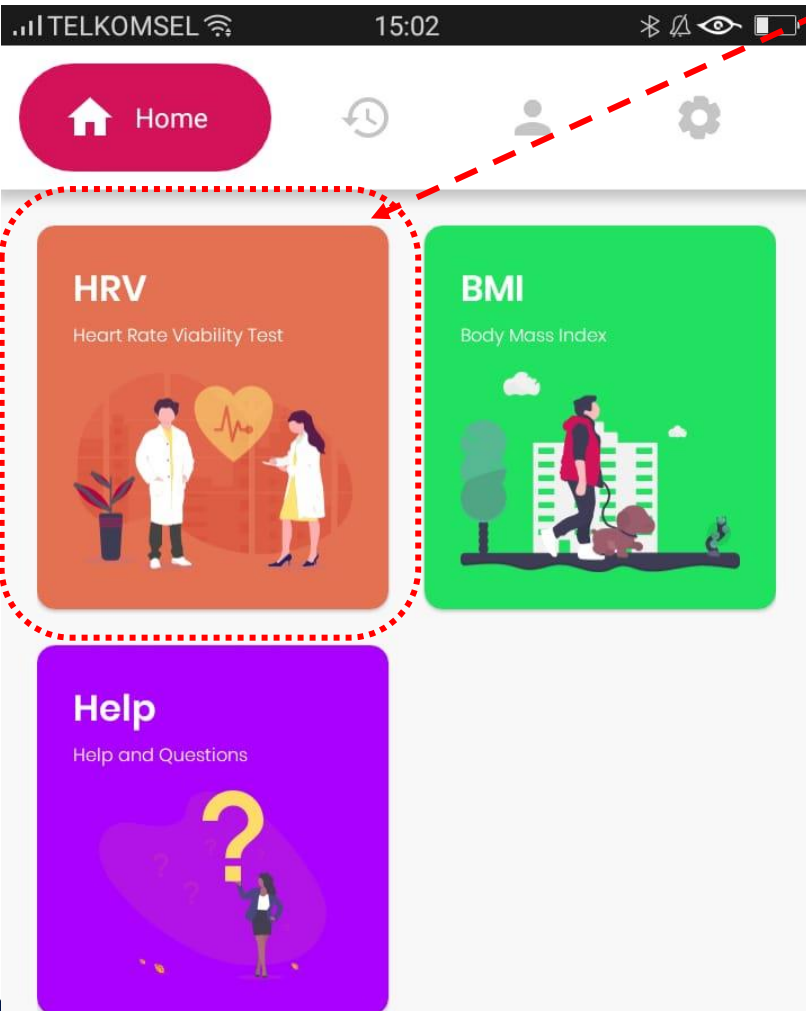 TELKOMSEL 15:02
Home
HRV
Heart Rate Viability Test
BMI
Body Mass Index
Help
Help and Questions
?
? ?
?
?